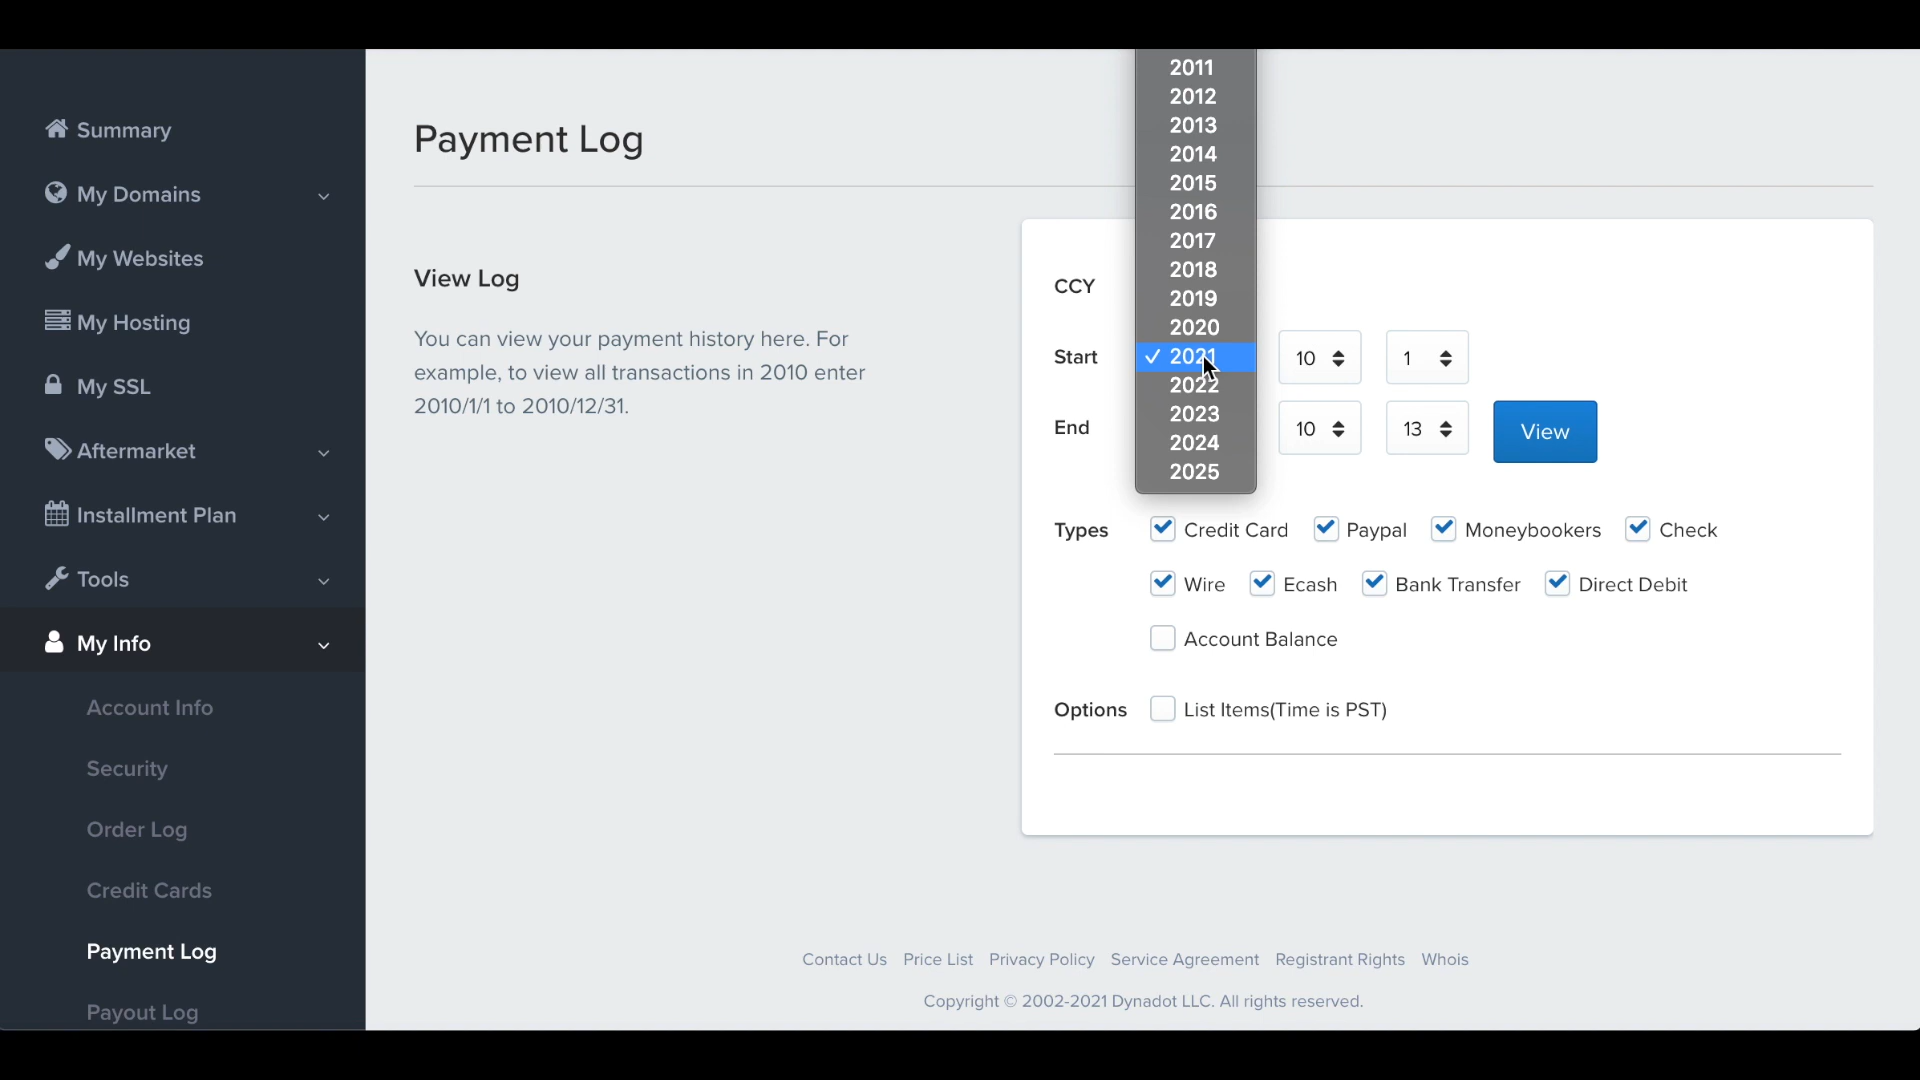 Summary
My Domains
My Websites
My Hosting
My SSL
Aftermarket
Installment Plan
Tools
My Info
Account Info
Security
Order Log
Credit Cards
Payment Log
Payout Log
Payment Log
View Log
You can view your payment history here. For
example, to view all transactions in 2010 enter
2010/1/1 to 2010/12/31.
2011
2012
2013
2014
2015
2016
2017
2018
2019
2020
2021
2022
2023
2024
2025
CCY
Start 10 1
End 10 13 View
Types Credit Card Paypal Moneybookers Check
Wire Ecash Bank Transfer Direct Debit
Account Balance
Options List Items(Time is PST)
Contact Us Price List Privacy Policy Service Agreement Registrant Rights Whois
Copyright © 2002-2021 Dynadot LLC. All rights reserved.